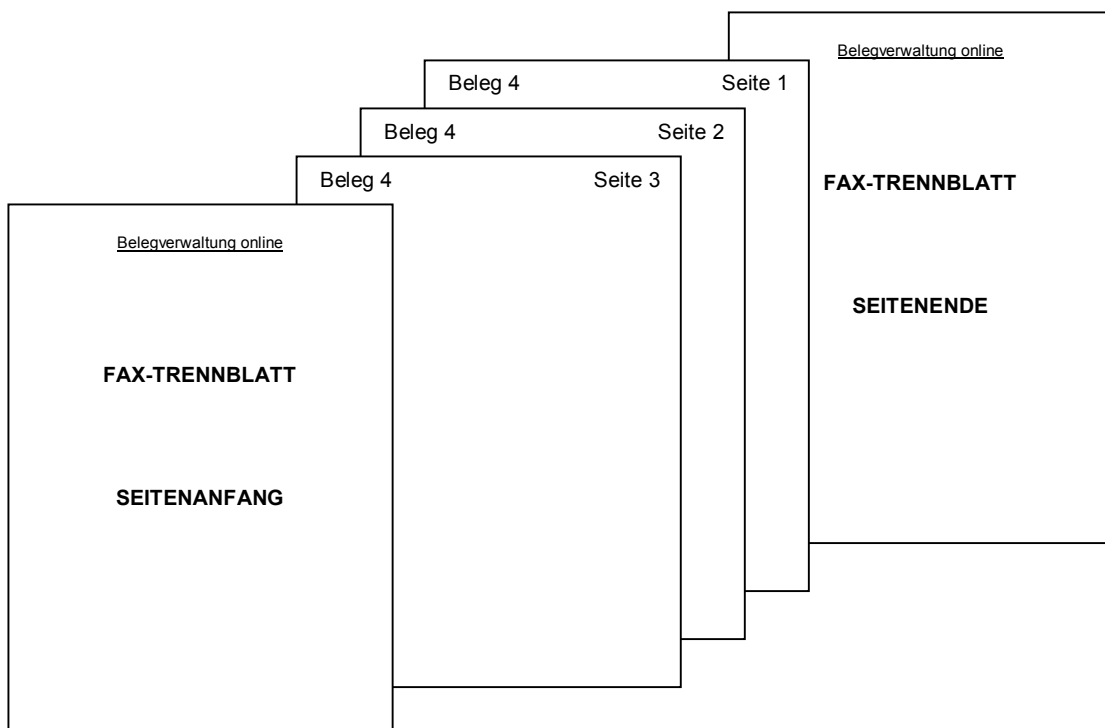 Belegverwaltung online
FAX-TRENNBLATT
SEITENENDE
Beleg 4 Seite 1
Beleg 4 Seite 2
Beleg 4 Seite 3
Belegverwaltung online
FAX-TRENNBLATT
SEITENANFANG